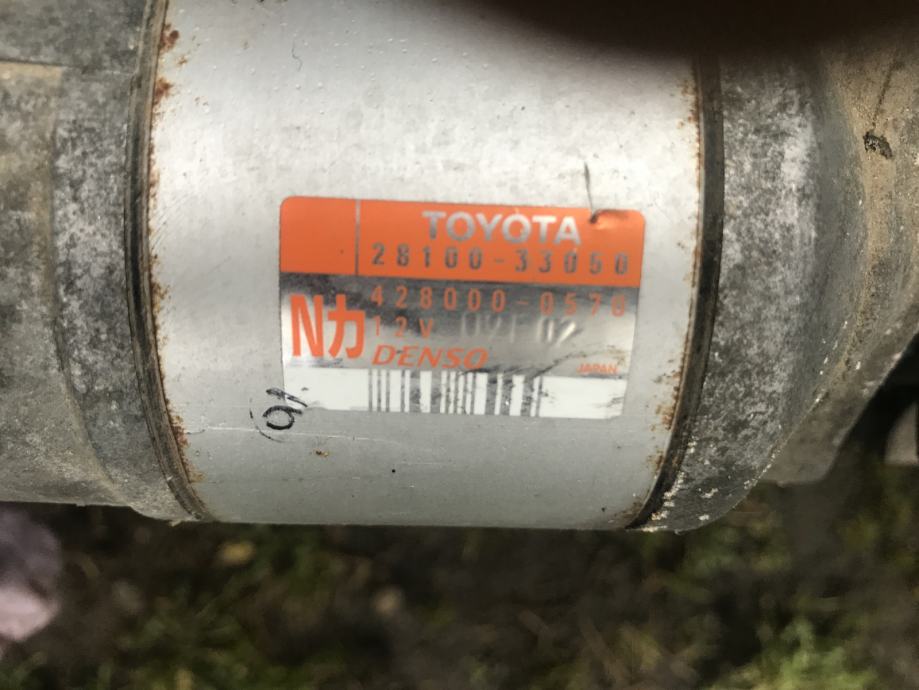 TOYOTA
28100-33050
428000-0570
Nカ
12V
DENSO
JAPAN